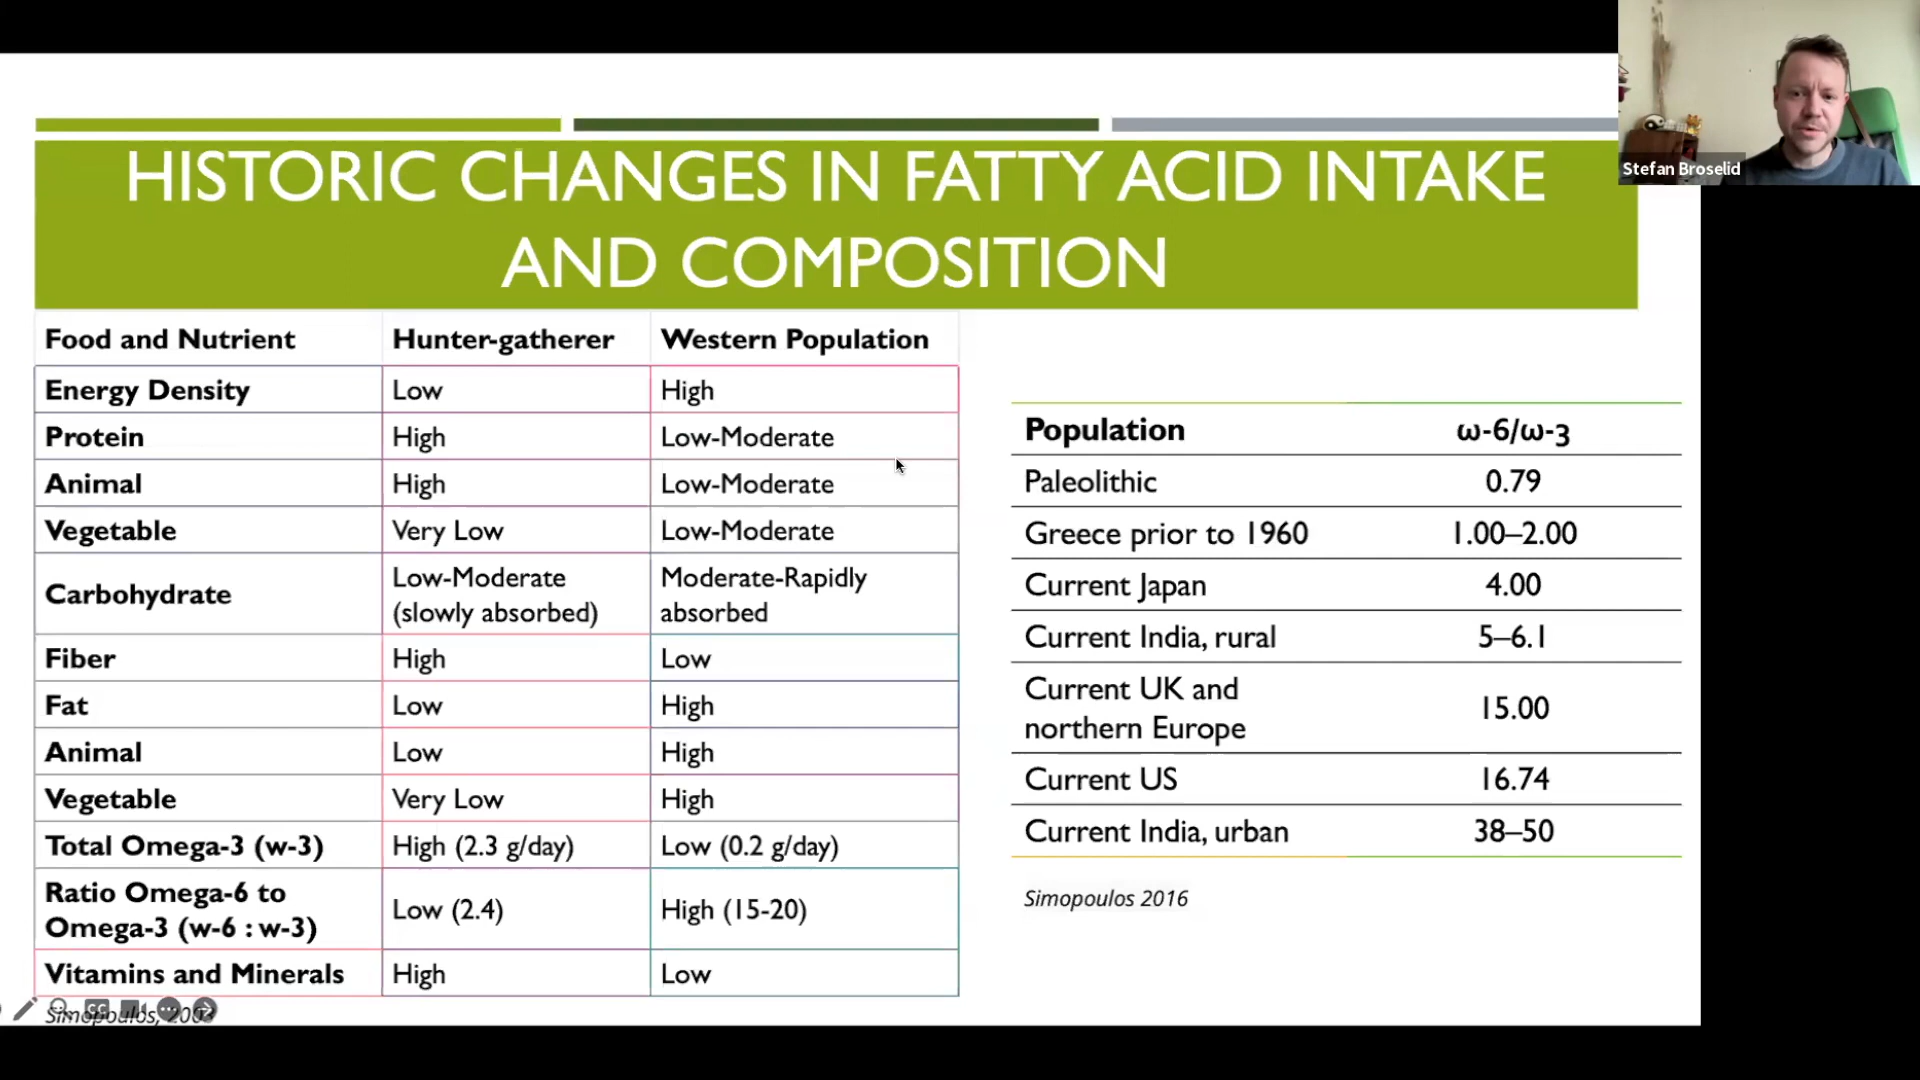 HISTORIC CHANGES IN FATTY ACID INTAKE
AND COMPOSITION
Stefan Broselid
Food and Nutrient Hunter-gatherer Western Population
Energy Density Low High
Protein High Low-Moderate
Animal High Low-Moderate
Vegetable Very Low Low-Moderate
Carbohydrate Low-Moderate (slowly absorbed) Moderate-Rapidly absorbed
Fiber High Low
Fat Low High
Animal Low High
Vegetable Very Low High
Total Omega-3 (w-3) High (2.3 g/day) Low (0.2 g/day)
Ratio Omega-6 to Omega-3 (w-6 : w-3) Low (2.4) High (15-20)
Vitamins and Minerals High Low
Simopoulos,
Population ω-6/ω-3
Paleolithic 0.79
Greece prior to 1960 1.00–2.00
Current Japan 4.00
Current India, rural 5–6.1
Current UK and northern Europe 15.00
Current US 16.74
Current India, urban 38–50
Simopoulos 2016